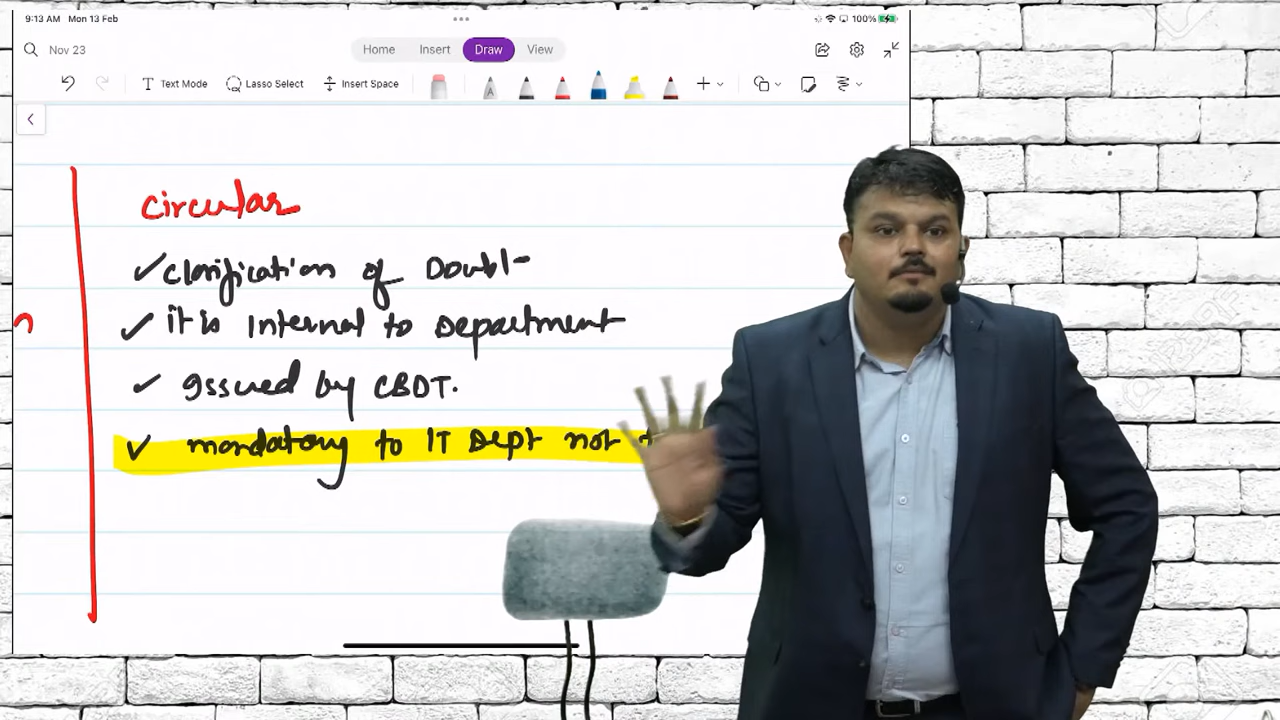 9:13 AM Mon 13 Feb
100%
Nov 23
Home Insert Draw View
Text Mode Lasso Select Insert Space
circular
✓ clarification of Doubt
✓ it is internal to Department
✓ issued by CBDT.
✓ mandatory to IT Dept not